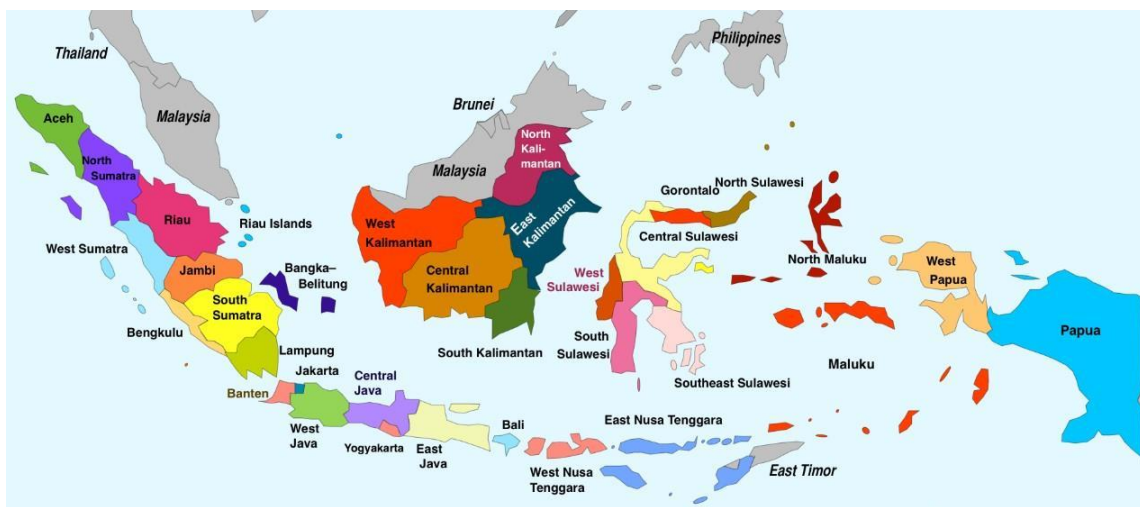 Thailand
Philippines
Malaysia
Brunei
Aceh
North
Sumatra
Malaysia
North
Kali-
mantan
Riau
Riau Islands
West Sumatra
West
Kalimantan
East
Kalimantan
Gorontalo
North Sulawesi
Central Sulawesi
Jambi
Bangka–
Belitung
Central
Kalimantan
West
Sulawesi
North Maluku
West
Papua
South
Sumatra
Bengkulu
Lampung
South Kalimantan
South
Sulawesi
Southeast Sulawesi
Maluku
Papua
Jakarta
Banten
Central
Java
West
Java
Yogyakarta
East
Java
Bali
West Nusa
Tenggara
East Nusa Tenggara
East Timor